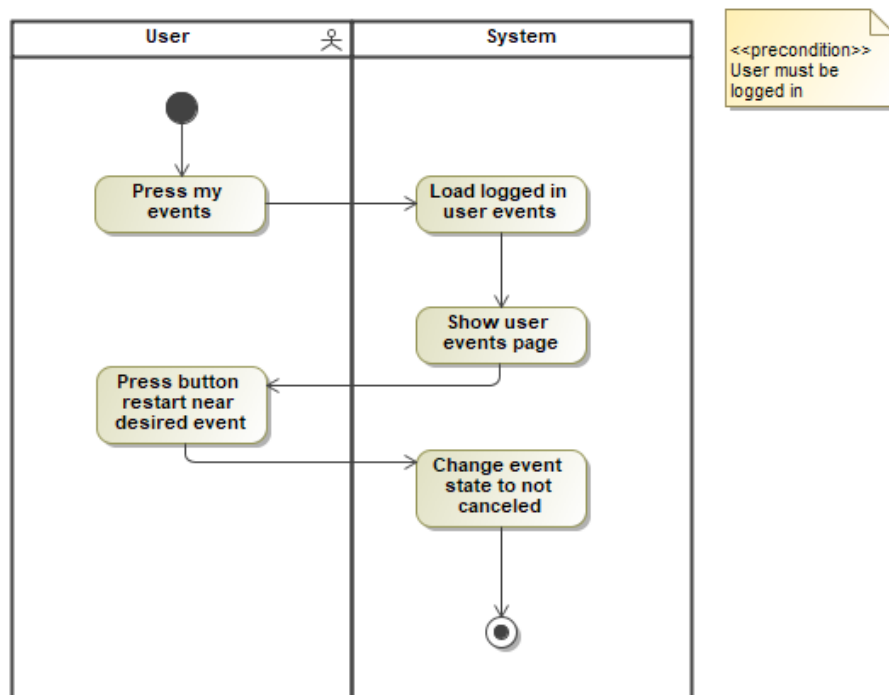 User
System
<<precondition>>
User must be
logged in
Press my
events
Load logged in
user events
Show user
events page
Press button
restart near
desired event
Change event
state to not
canceled